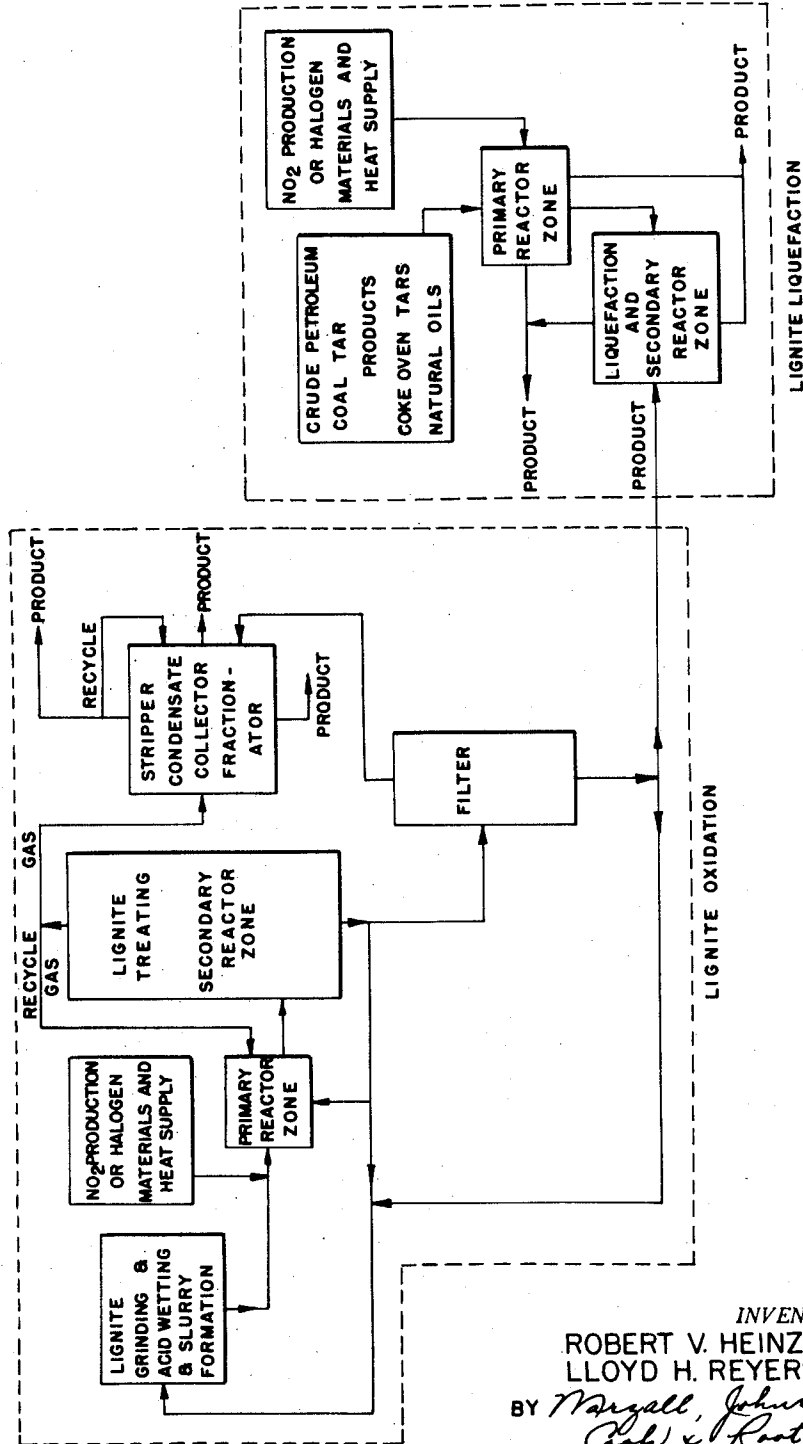 LIGNITE
GRINDING &
ACID WETTING
& SLURRY
FORMATION
NO2 PRODUCTION
OR HALOGEN
MATERIALS AND
HEAT SUPPLY
PRIMARY
REACTOR
ZONE
RECYCLE GAS
GAS
LIGNITE
TREATING
SECONDARY
REACTOR
ZONE
STRIPPER
CONDENSATE
COLLECTOR
FRACTION-
ATOR
RECYCLE
PRODUCT
PRODUCT
PRODUCT
FILTER
LIGNITE OXIDATION
CRUDE PETROLEUM
COAL TAR
PRODUCTS
COKE OVEN TARS
NATURAL OILS
NO2 PRODUCTION
OR HALOGEN
MATERIALS AND
HEAT SUPPLY
PRIMARY
REACTOR
ZONE
LIQUEFACTION
AND
SECONDARY
REACTOR
ZONE
PRODUCT
PRODUCT
PRODUCT
LIGNITE LIQUEFACTION
INVEN
ROBERT V. HEINZ
LLOYD H. REYER
BY